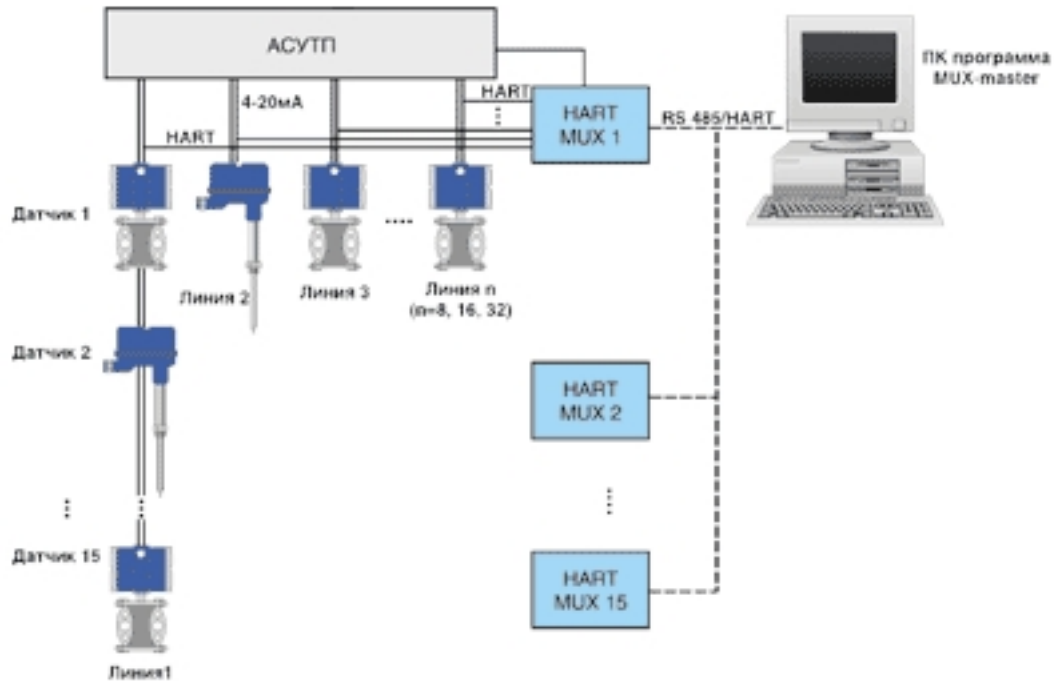 АСУТП
ПК программа
MUX-master
4-20мА
HART
HART
HART
MUX 1
RS 485/HART
Датчик 1
Линия 2
Линия 3
Линия n
(n=8, 16, 32)
Датчик 2
HART
MUX 2
Датчик 15
HART
MUX 15
Линия1